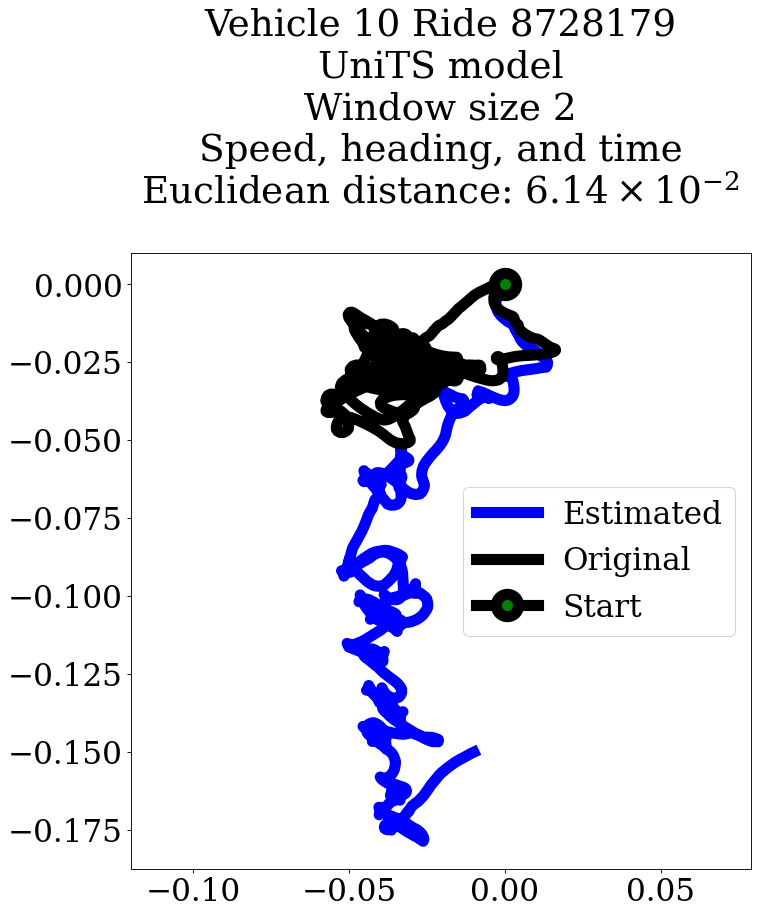 Vehicle 10 Ride 8728179
UniTS model
Window size 2
Speed, heading, and time
Euclidean distance: 6.14 × 10⁻²
0.000
−0.025
−0.050
−0.075
−0.100
−0.125
−0.150
−0.175
Estimated
Original
Start
−0.10 −0.05 0.00 0.05